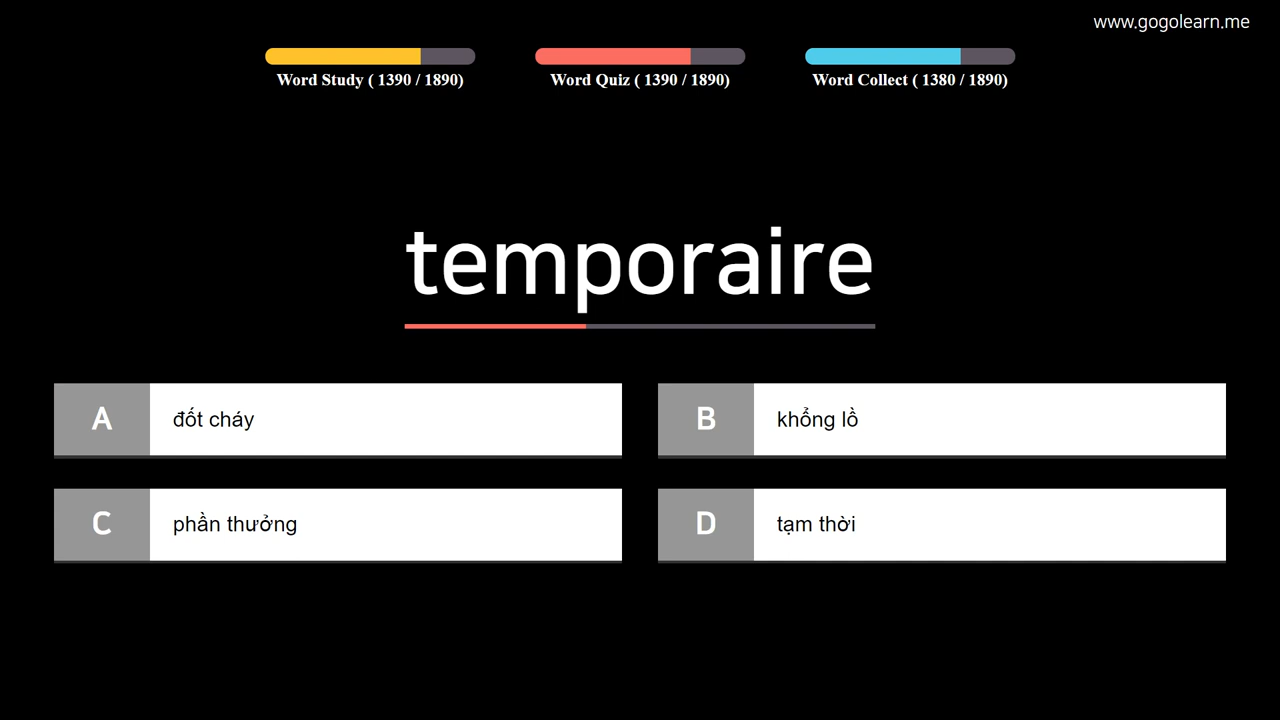 www.gogolearn.me
Word Study ( 1390 / 1890)
Word Quiz ( 1390 / 1890)
Word Collect ( 1380 / 1890)
temporaire
A đốt cháy
B khổng lồ
C phần thưởng
D tạm thời